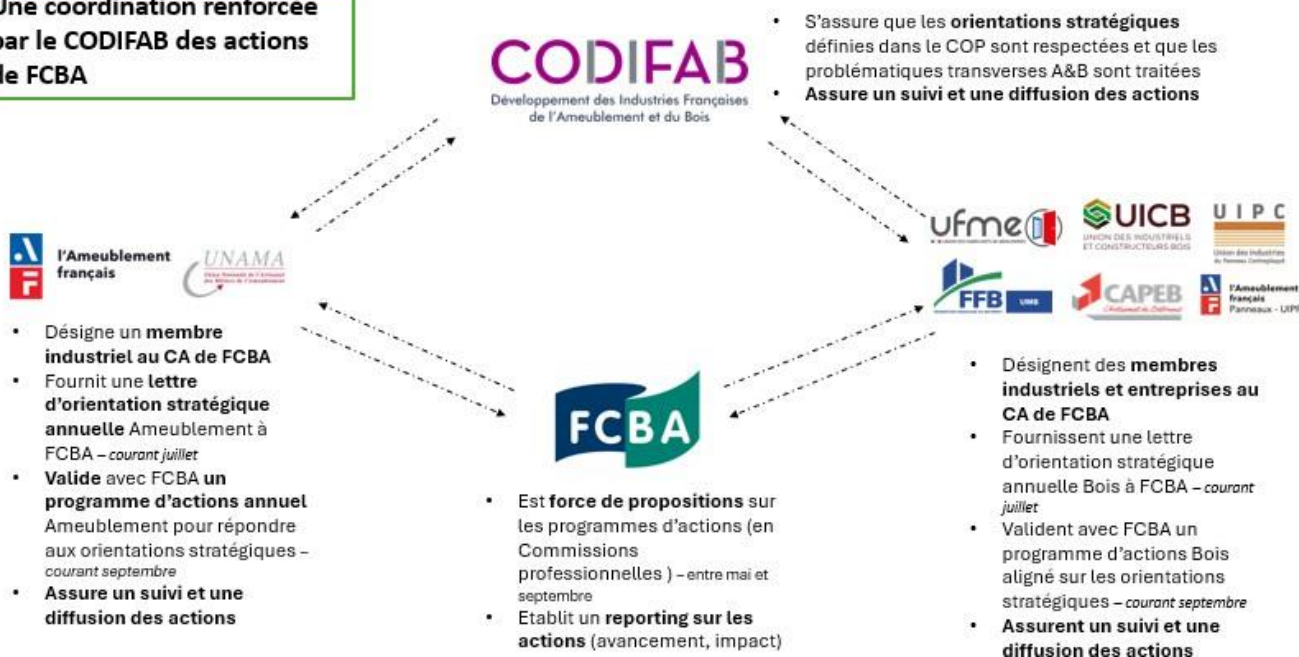 Une coordination renforcée
par le CODIFAB des actions
de FCBA
CODIFAB
Développement des Industries Françaises
de l'Ameublement et du Bois
• S'assure que les orientations stratégiques
définies dans le COP sont respectées et que les
problématiques transverses A&B sont traitées
• Assure un suivi et une diffusion des actions
l'Ameublement
français
UNAMA
• Désigne un membre
industriel au CA de FCBA
• Fournit une lettre
d'orientation stratégique
annuelle Ameublement à
FCBA – courant juillet
• Valide avec FCBA un
programme d'actions annuel
Ameublement pour répondre
aux orientations stratégiques –
courant septembre
• Assure un suivi et une
diffusion des actions
FCBA
• Est force de propositions sur
les programmes d'actions (en
Commissions
professionnelles ) – entre mai et
septembre
• Etablit un reporting sur les
actions (avancement, impact)
ufme
UICB
UNION DES INDUSTRIELS
ET CONSTRUCTEURS BOIS
UIPC
Union des Industries
du Panneau Contreplaqué
FFB
UMB
CAPEB
L'Artisanat du Bâtiment
l'Ameublement
français
Panneaux - UIPP
• Désignent des membres
industriels et entreprises au
CA de FCBA
• Fournissent une lettre
d'orientation stratégique
annuelle Bois à FCBA – courant
juillet
• Valident avec FCBA un
programme d'actions Bois
aligné sur les orientations
stratégiques – courant septembre
• Assurent un suivi et une
diffusion des actions